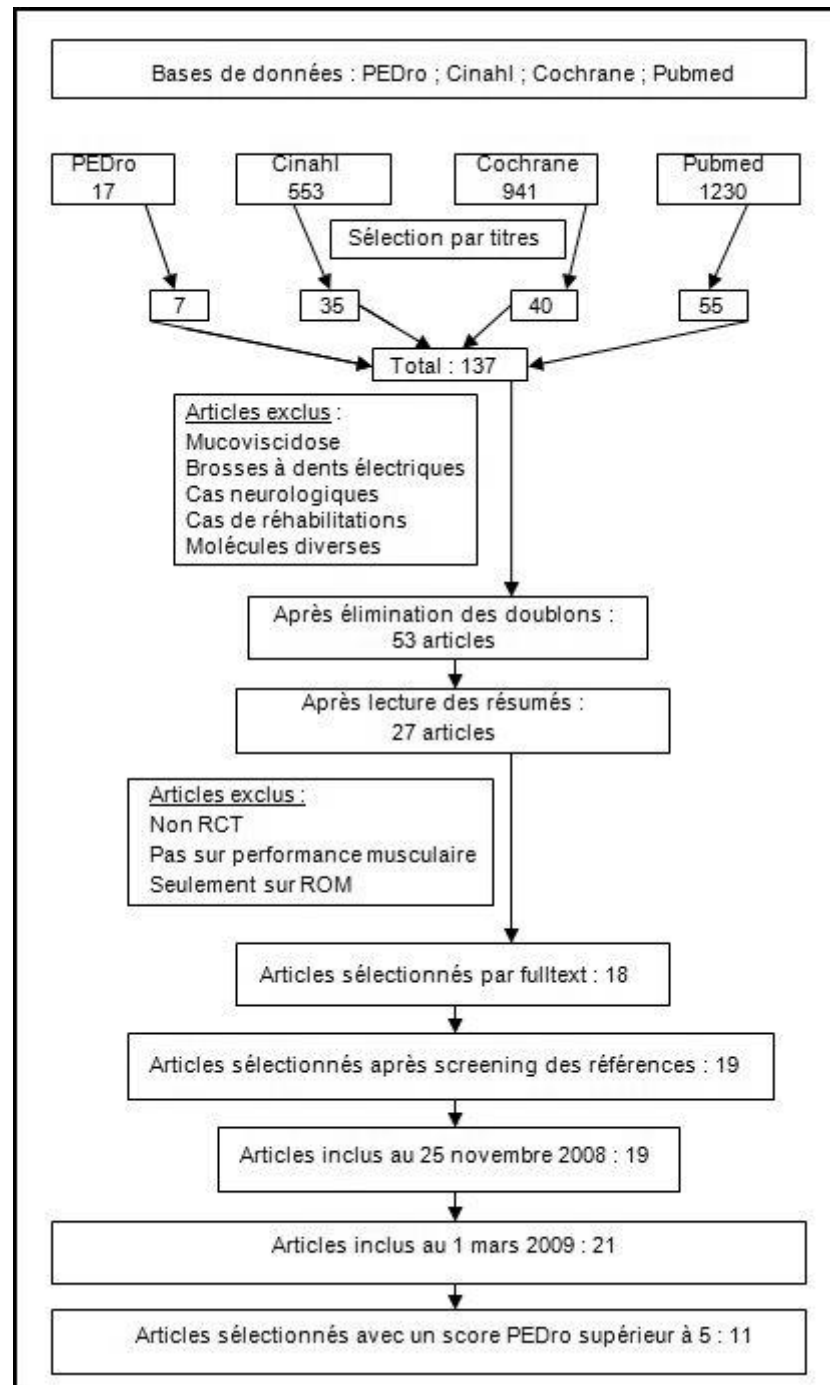 Bases de données : PEDro ; Cinahl ; Cochrane ; Pubmed
PEDro
17
Cinahl
553
Cochrane
941
Pubmed
1230
Sélection par titres
7
35
40
55
Total : 137
Articles exclus :
Mucoviscidose
Brosses à dents électriques
Cas neurologiques
Cas de réhabilitations
Molécules diverses
Après élimination des doublons :
53 articles
Après lecture des résumés :
27 articles
Articles exclus :
Non RCT
Pas sur performance musculaire
Seulement sur ROM
Articles sélectionnés par fulltext : 18
Articles sélectionnés après screening des références : 19
Articles inclus au 25 novembre 2008 : 19
Articles inclus au 1 mars 2009 : 21
Articles sélectionnés avec un score PEDro supérieur à 5 : 11